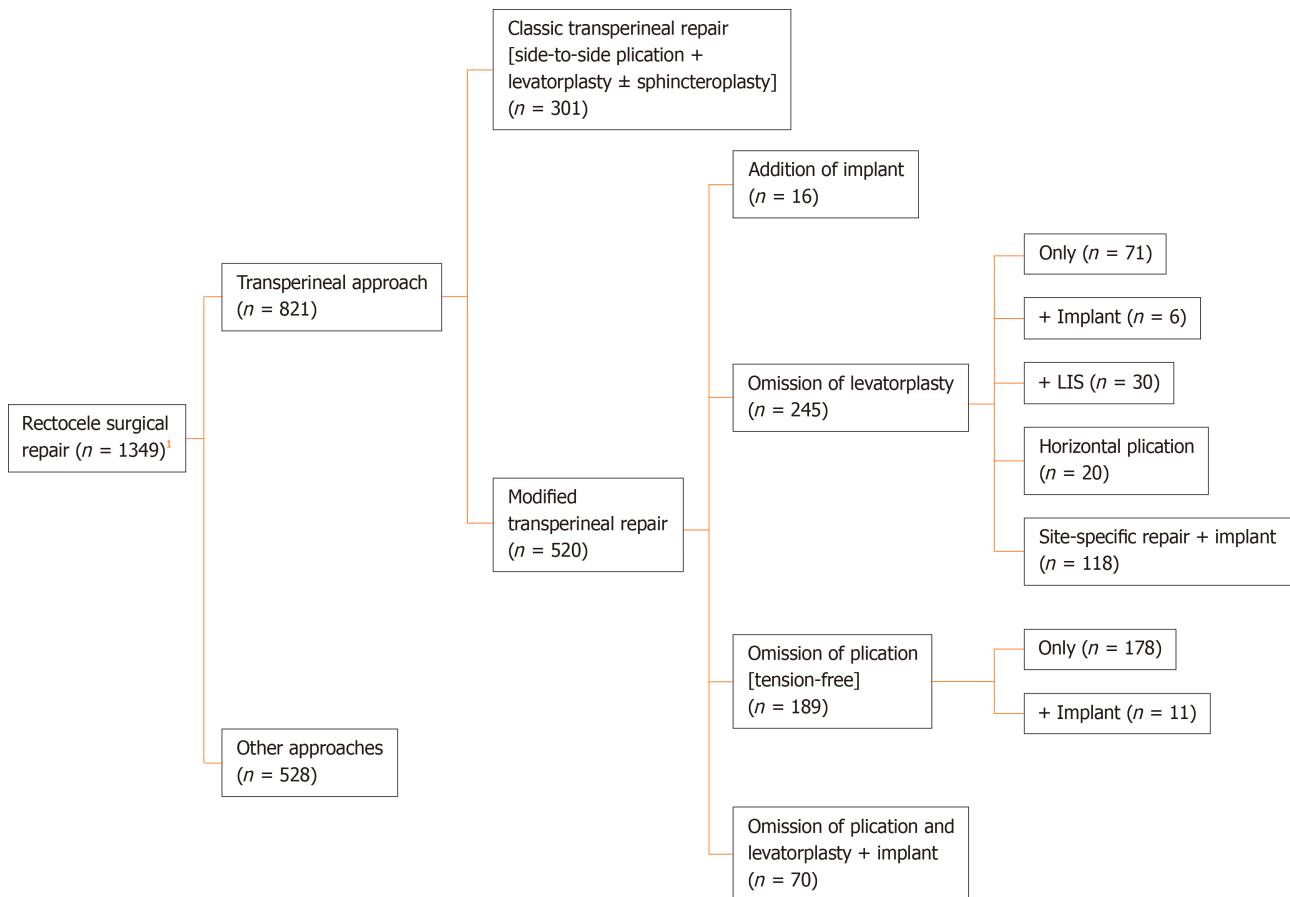 Classic transperineal repair
[side-to-side plication +
levatorplasty ± sphincteroplasty]
(n = 301)
Addition of implant
(n = 16)
Only (n = 71)
Transperineal approach
(n = 821)
+ Implant (n = 6)
Omission of levatorplasty
(n = 245)
+ LIS (n = 30)
Rectocele surgical
repair (n = 1349)¹
Horizontal plication
(n = 20)
Modified
transperineal repair
(n = 520)
Site-specific repair + implant
(n = 118)
Omission of plication
[tension-free]
(n = 189)
Only (n = 178)
+ Implant (n = 11)
Other approaches
(n = 528)
Omission of plication and
levatorplasty + implant
(n = 70)